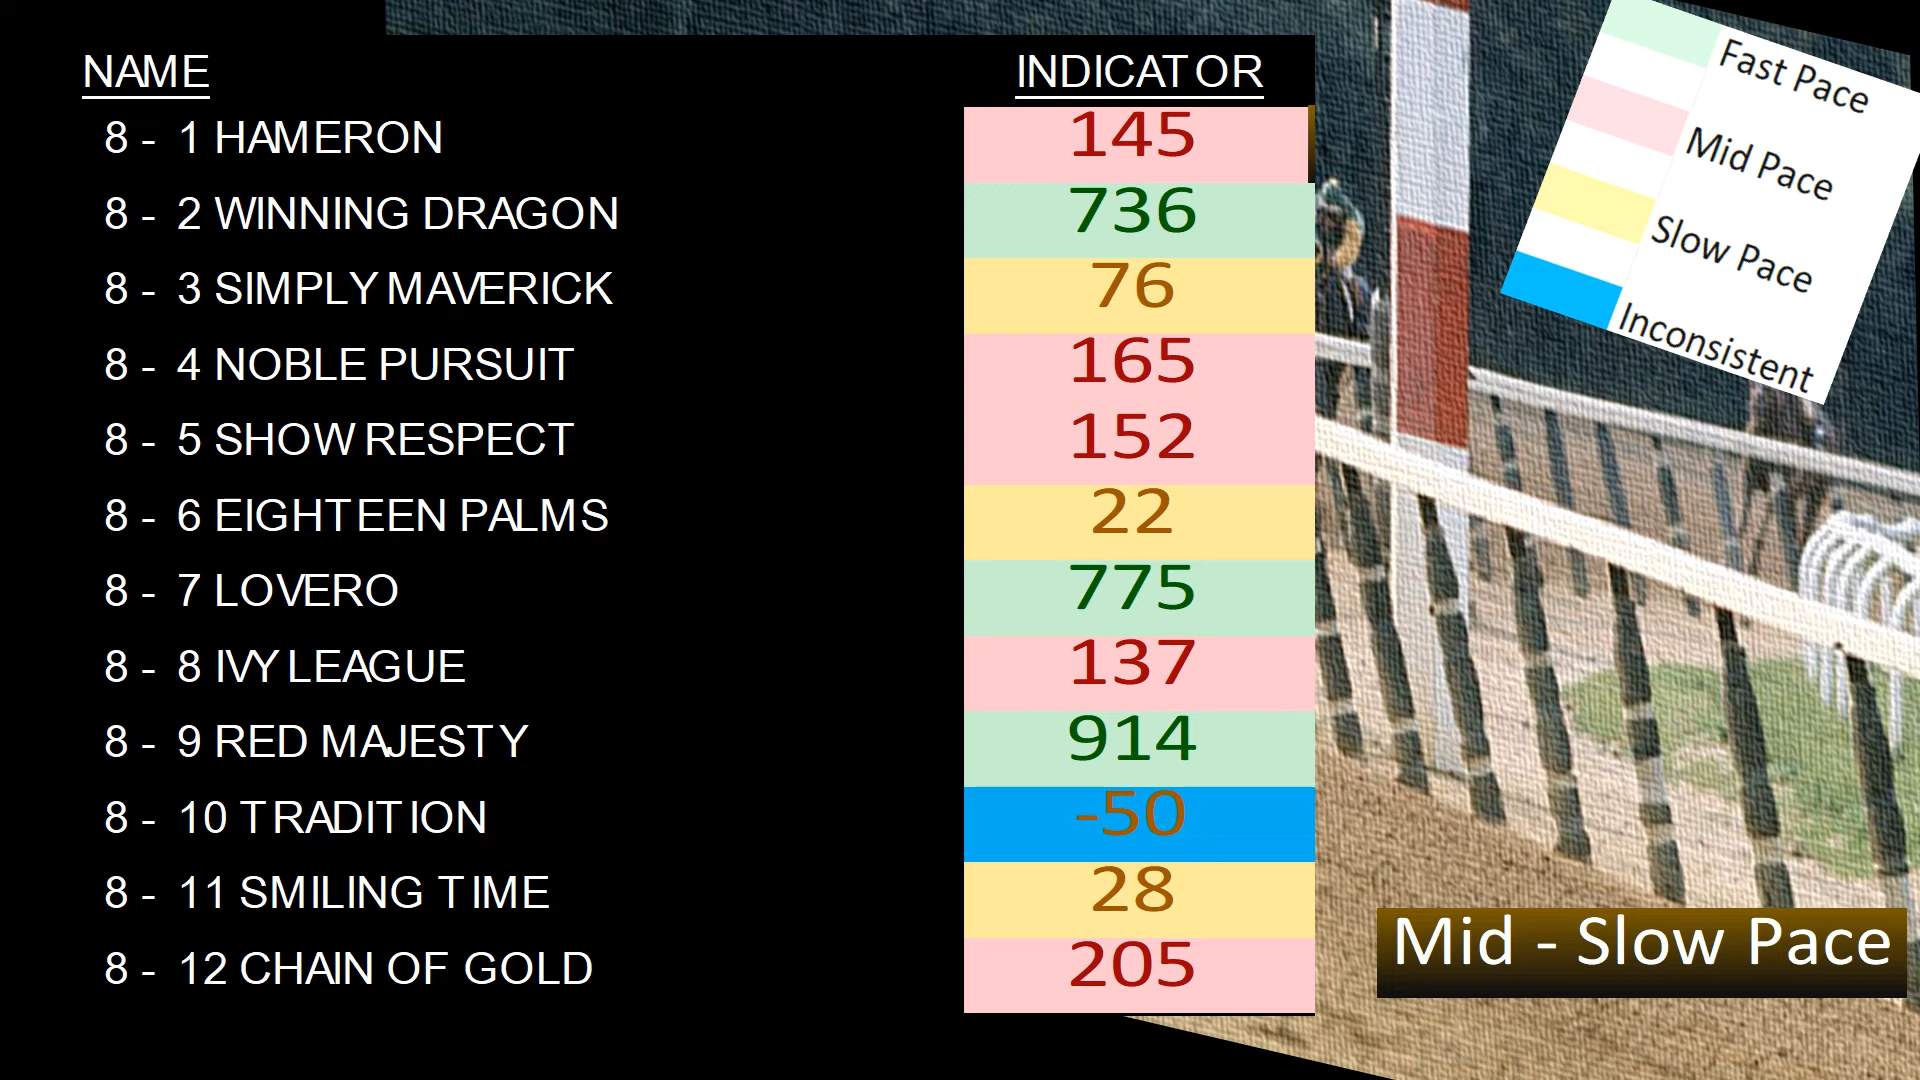 NAME INDICATOR
8 - 1 HAMERON 145
8 - 2 WINNING DRAGON 736
8 - 3 SIMPLY MAVERICK 76
8 - 4 NOBLE PURSUIT 165
8 - 5 SHOW RESPECT 152
8 - 6 EIGHTEEN PALMS 22
8 - 7 LOVERO 775
8 - 8 IVY LEAGUE 137
8 - 9 RED MAJESTY 914
8 - 10 TRADITION -50
8 - 11 SMILING TIME 28
8 - 12 CHAIN OF GOLD 205
Fast Pace
Mid Pace
Slow Pace
Inconsistent
Mid - Slow Pace